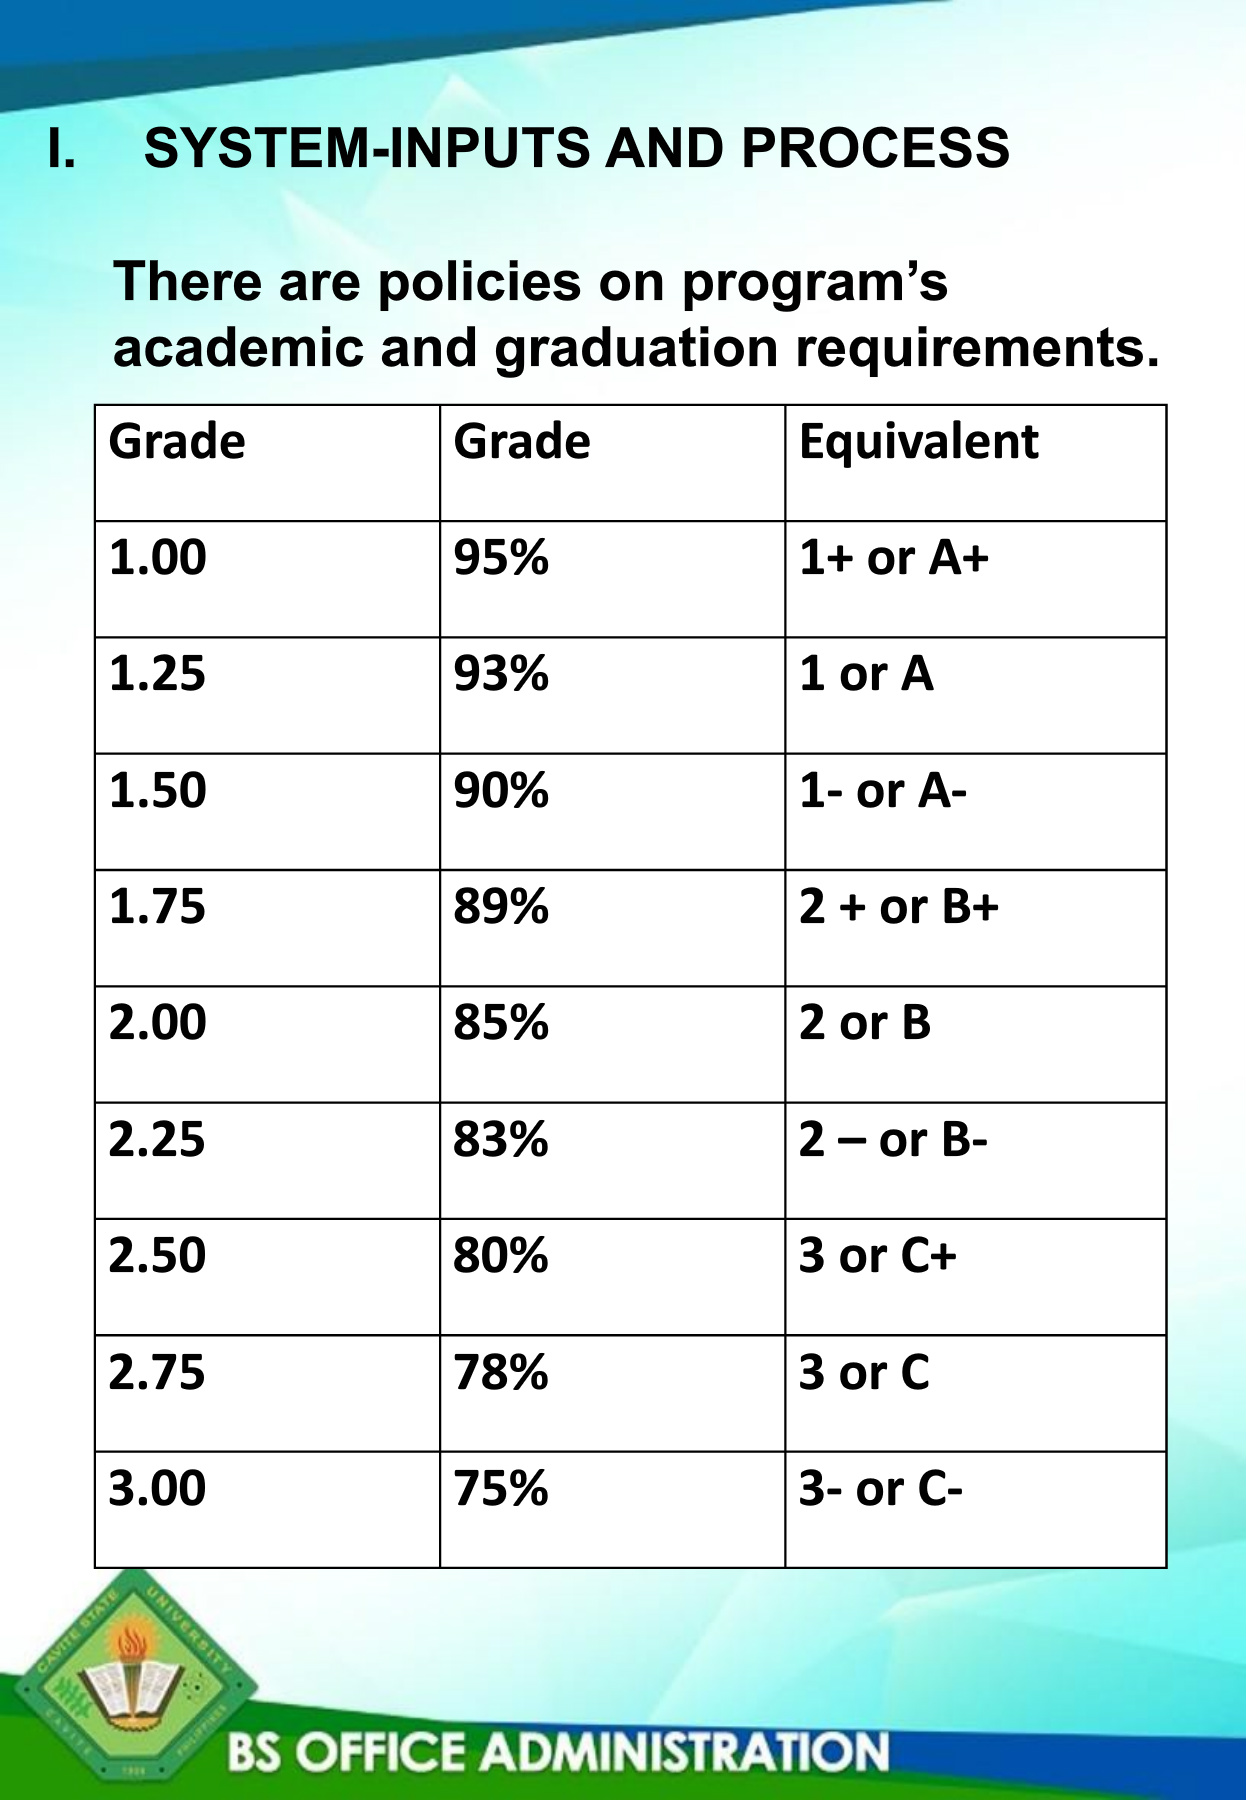 I. SYSTEM-INPUTS AND PROCESS
There are policies on program’s
academic and graduation requirements.
Grade Grade Equivalent
1.00 95% 1+ or A+
1.25 93% 1 or A
1.50 90% 1- or A-
1.75 89% 2 + or B+
2.00 85% 2 or B
2.25 83% 2 – or B-
2.50 80% 3 or C+
2.75 78% 3 or C
3.00 75% 3- or C-
CAVITE STATE UNIVERSITY
CAVITE PHILIPPINES
1906
BS OFFICE ADMINISTRATION